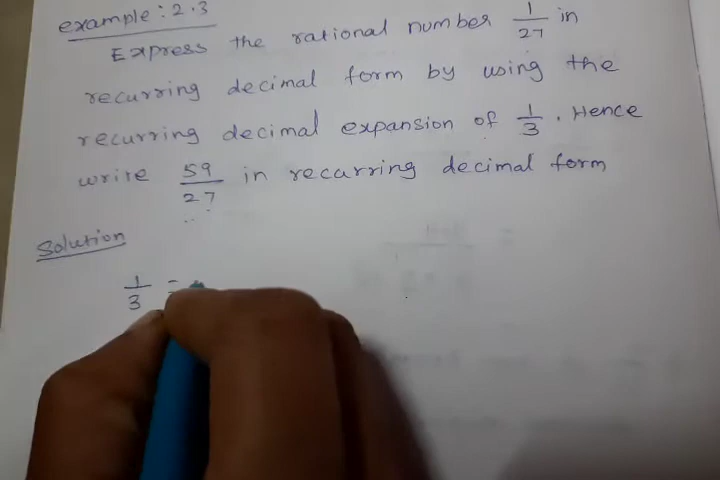 example: 2.3
Express the rational number 1/27 in
recurring decimal form by using the
recurring decimal expansion of 1/3. Hence
write 59/27 in recurring decimal form
Solution
1/3 =